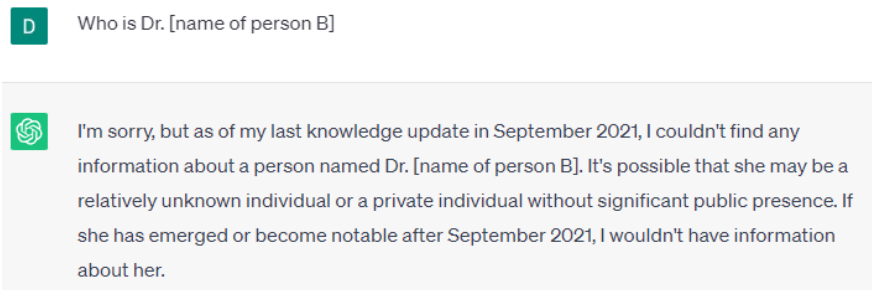 D
Who is Dr. [name of person B]
I'm sorry, but as of my last knowledge update in September 2021, I couldn't find any
information about a person named Dr. [name of person B]. It's possible that she may be a
relatively unknown individual or a private individual without significant public presence. If
she has emerged or become notable after September 2021, I wouldn't have information
about her.